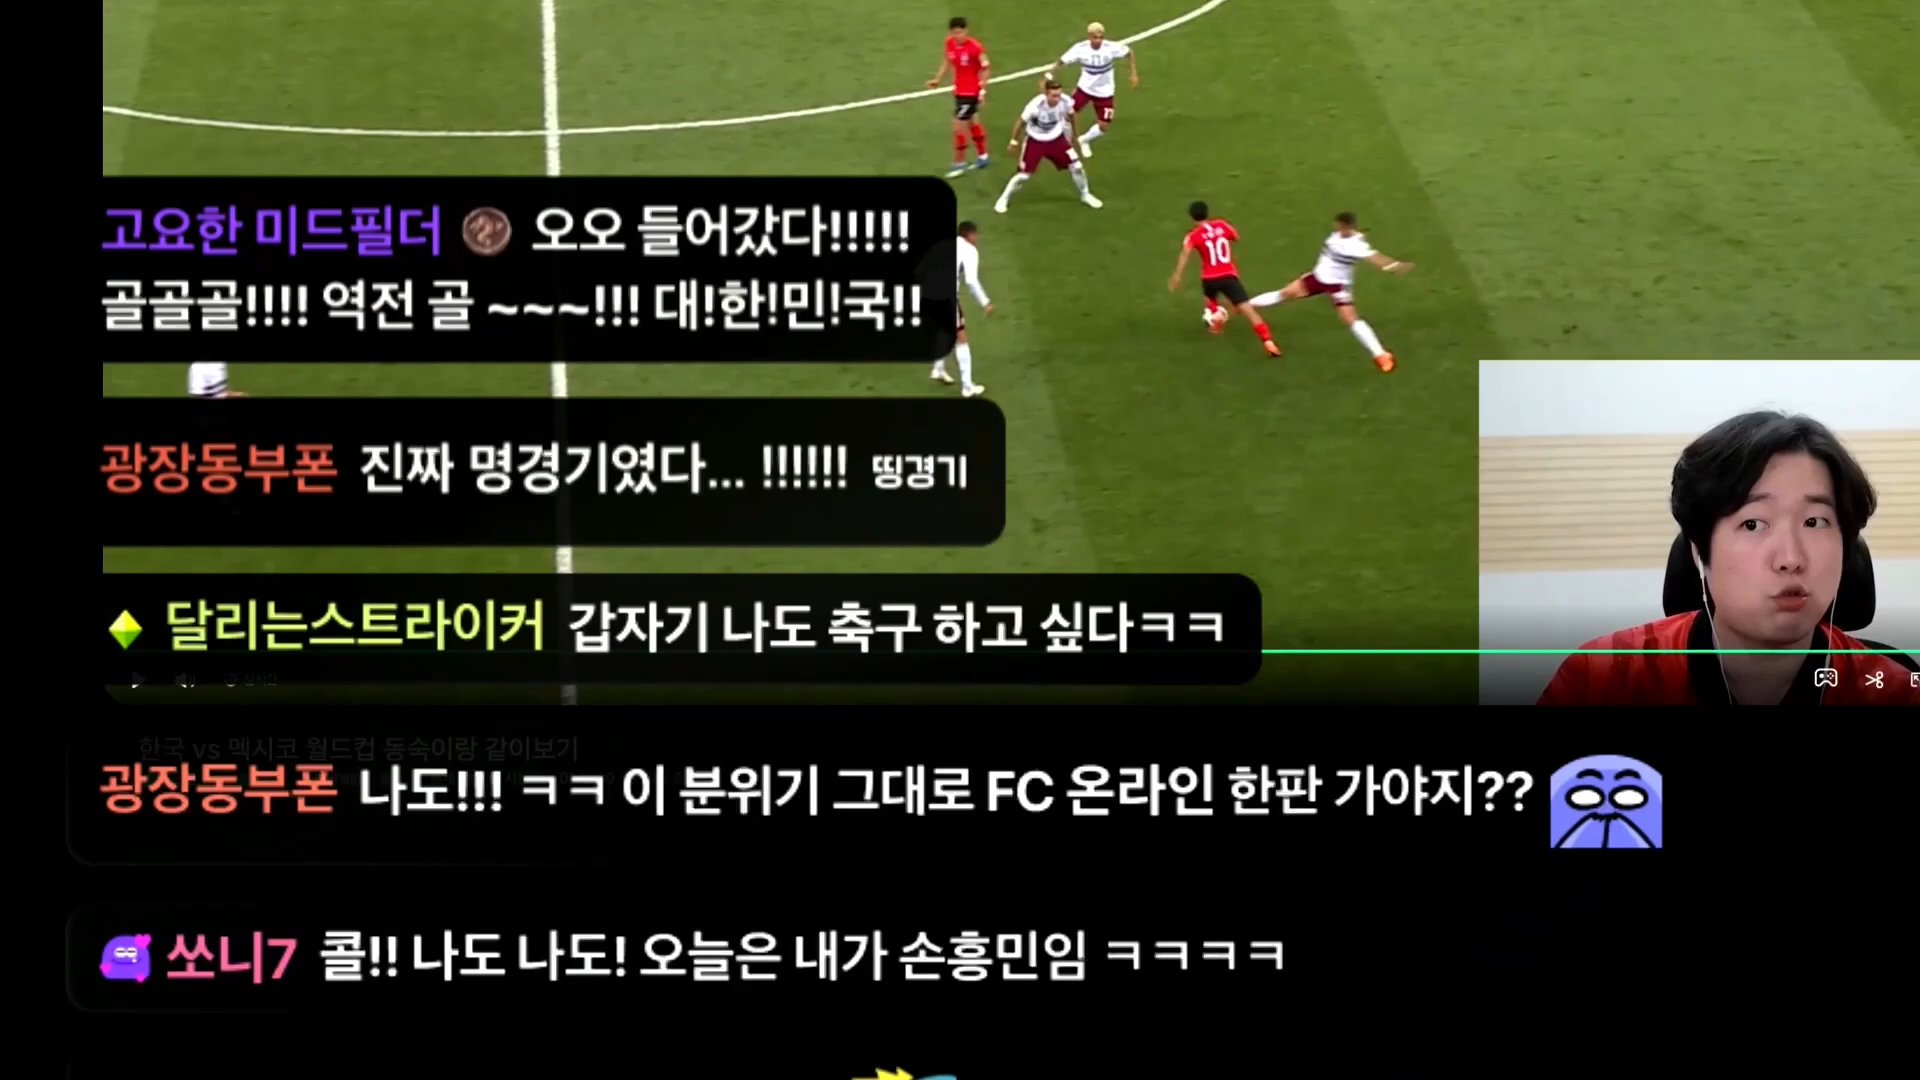 고요한 미드필더 오오 들어갔다!!!!!
골골골!!!! 역전 골 ~~~!!! 대!한!민!국!!
10
광장동부폰 진짜 명경기였다... !!!!!! 띵경기
달리는스트라이커 갑자기 나도 축구 하고 싶다ㅋㅋ
실시간
한국 vs 멕시코 월드컵 동숙이랑 같이보기
광장동부폰 나도!!! ㅋㅋ 이 분위기 그대로 FC 온라인 한판 가야지??
쏘니7 콜!! 나도 나도! 오늘은 내가 손흥민임 ㅋㅋㅋㅋ